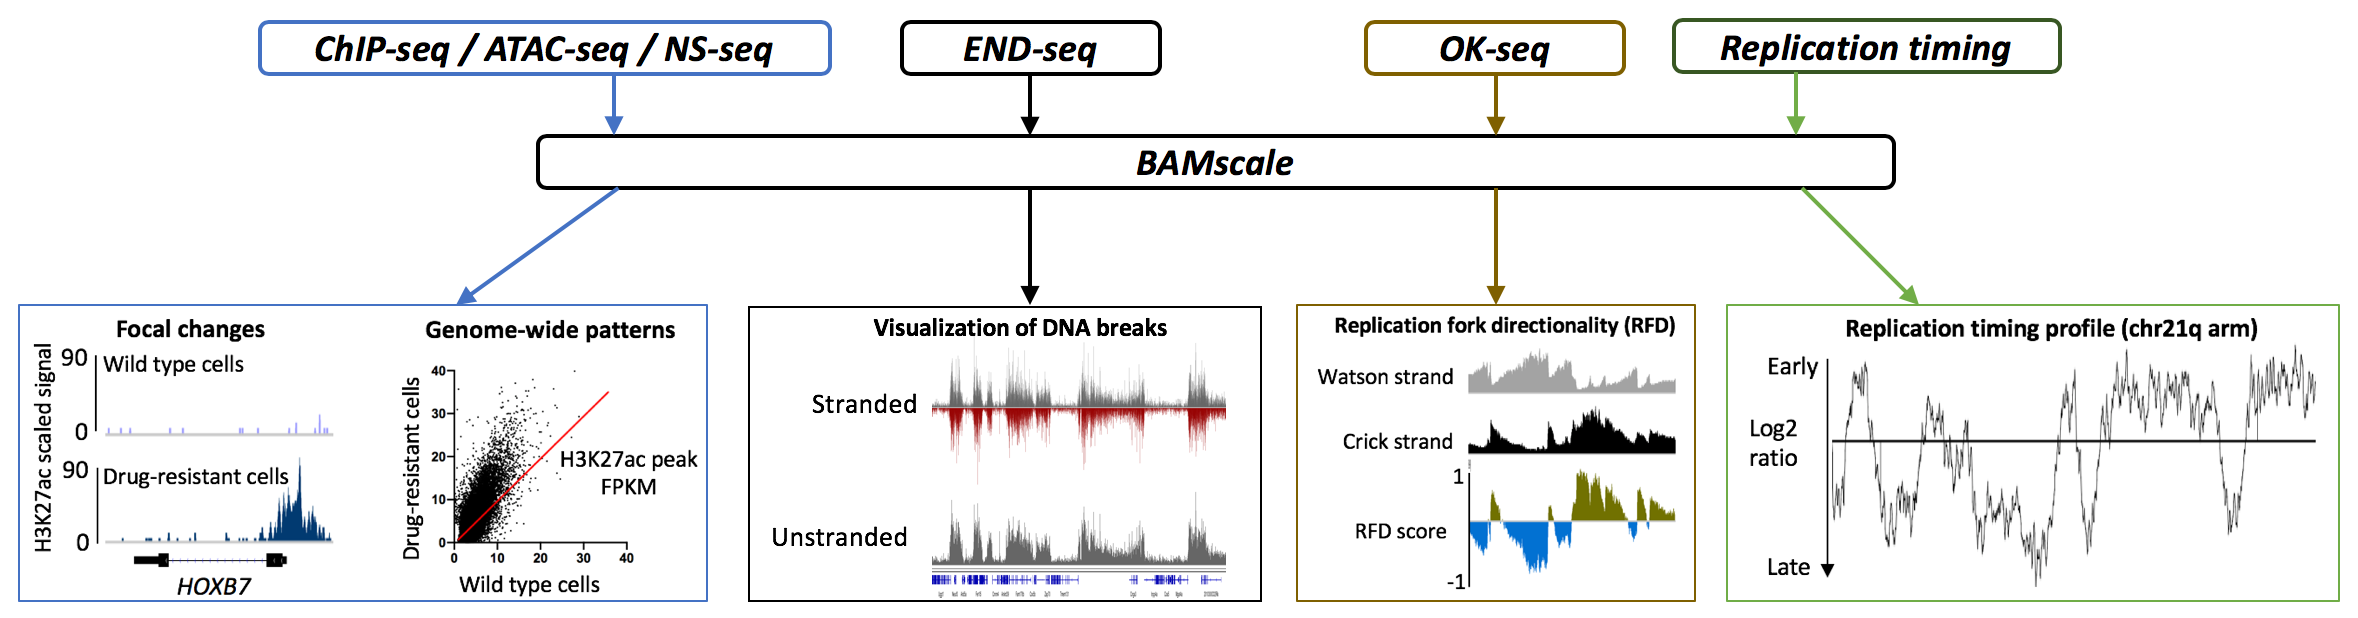 ChIP-seq / ATAC-seq / NS-seq
END-seq
OK-seq
Replication timing
BAMscale
Focal changes
H3K27ac scaled signal
90
Wild type cells
0
90
Drug-resistant cells
0
HOXB7
Genome-wide patterns
Drug-resistant cells
40
30
20
10
0
H3K27ac peak
FPKM
0 10 20 30 40
Wild type cells
Visualization of DNA breaks
Stranded
Unstranded
Replication fork directionality (RFD)
Watson strand
Crick strand
1
RFD score
-1
Replication timing profile (chr21q arm)
Early
Log2
ratio
Late